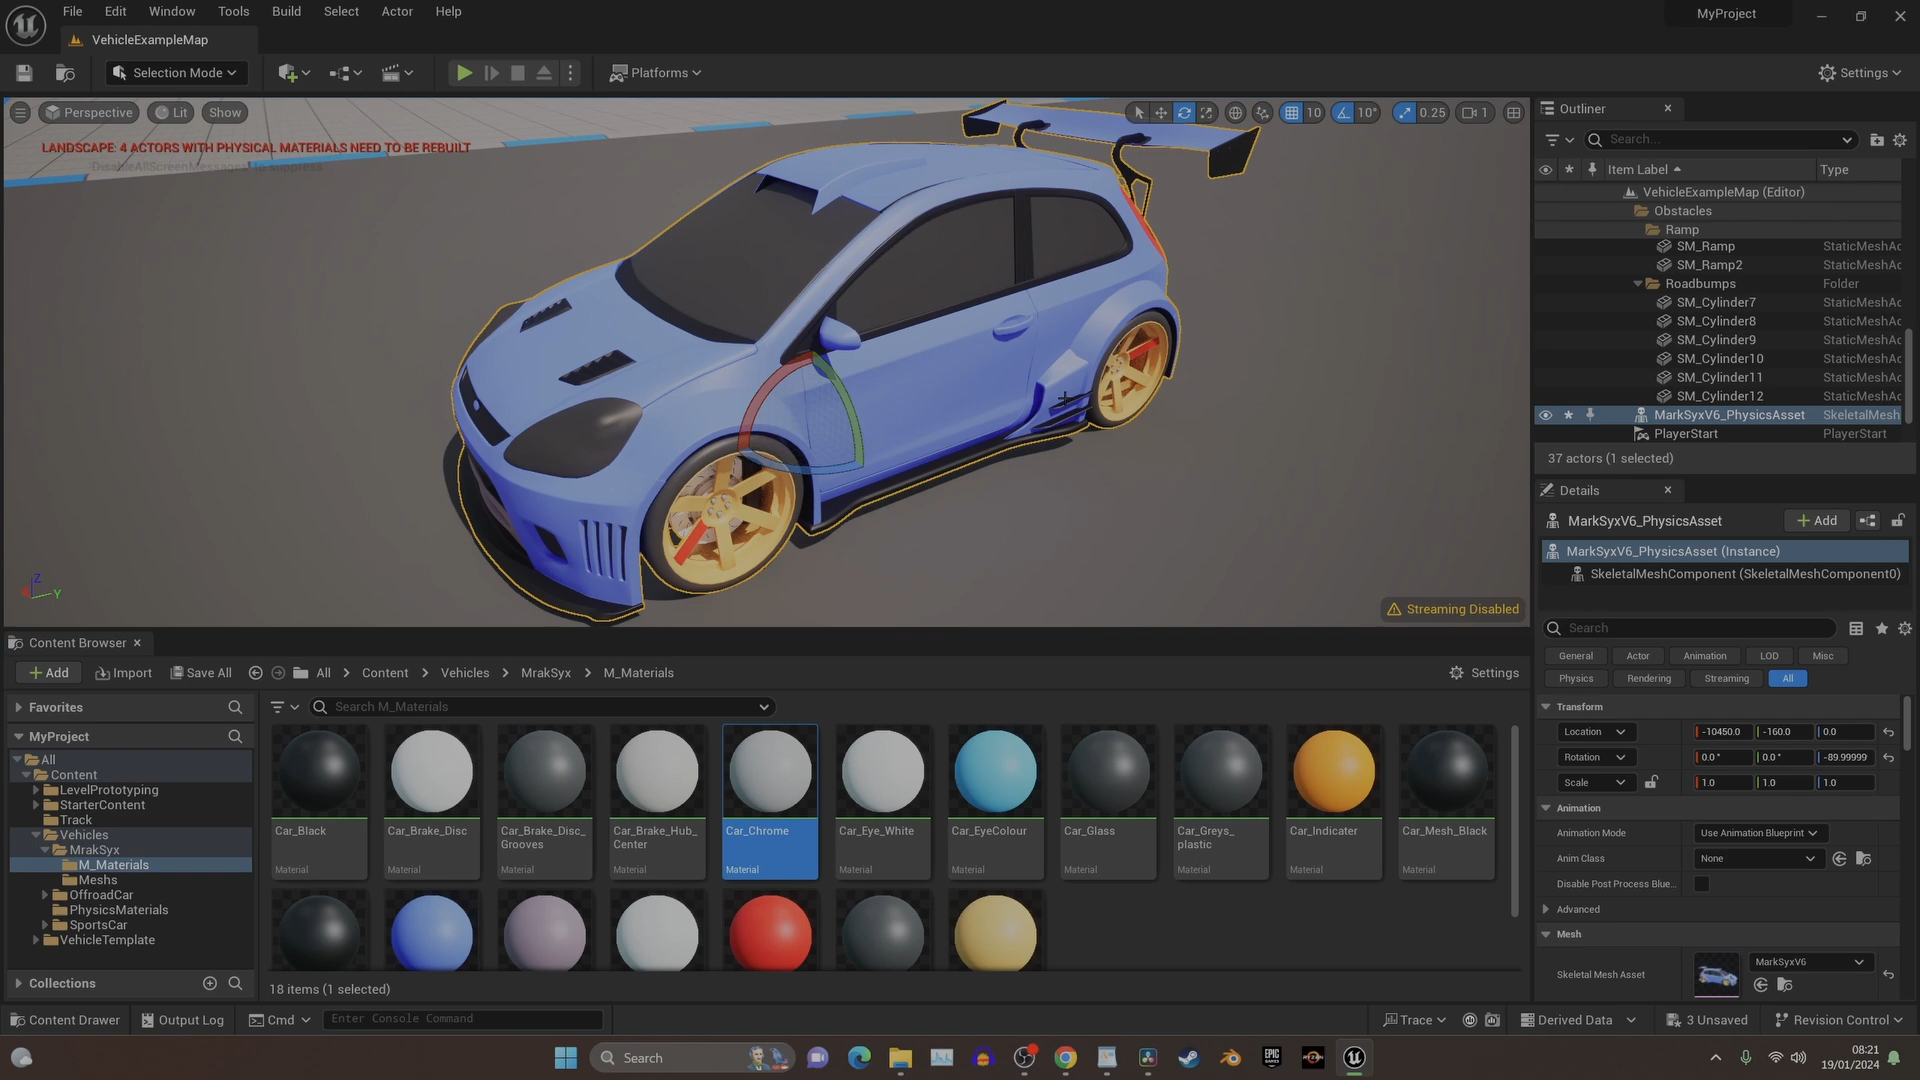 File Edit Window Tools Build Select Actor Help
MyProject
VehicleExampleMap
Selection Mode
Platforms
Settings
Perspective
Lit
Show
10
10°
0.25
1
LANDSCAPE: 4 ACTORS WITH PHYSICAL MATERIALS NEED TO BE REBUILT
'DisableAllScreenMessages' to suppress
Z
Y
Streaming Disabled
Outliner
Search...
Item Label
Type
VehicleExampleMap (Editor)
Obstacles
Ramp
SM_Ramp StaticMeshAc
SM_Ramp2 StaticMeshAc
Roadbumps Folder
SM_Cylinder7 StaticMeshAc
SM_Cylinder8 StaticMeshAc
SM_Cylinder9 StaticMeshAc
SM_Cylinder10 StaticMeshAc
SM_Cylinder11 StaticMeshAc
SM_Cylinder12 StaticMeshAc
MarkSyxV6_PhysicsAsset SkeletalMesh
PlayerStart PlayerStart
37 actors (1 selected)
Details
MarkSyxV6_PhysicsAsset
Add
MarkSyxV6_PhysicsAsset (Instance)
SkeletalMeshComponent (SkeletalMeshComponent0)
Search
General Actor Animation LOD Misc
Physics Rendering Streaming All
Transform
Location -10450.0 -160.0 0.0
Rotation 0.0 ° 0.0 ° -89.99999
Scale 1.0 1.0 1.0
Animation
Animation Mode Use Animation Blueprint
Anim Class None
Disable Post Process Blue...
Advanced
Mesh
Skeletal Mesh Asset MarkSyxV6
Content Browser
Add Import Save All All Content Vehicles MrakSyx M_Materials Settings
Favorites
MyProject
All
Content
LevelPrototyping
StarterContent
Track
Vehicles
MrakSyx
M_Materials
Meshs
OffroadCar
PhysicsMaterials
SportsCar
VehicleTemplate
Collections
Search M_Materials
Car_Black
Material
Car_Brake_Disc
Material
Car_Brake_Disc_
Grooves
Material
Car_Brake_Hub_
Center
Material
Car_Chrome
Material
Car_Eye_White
Material
Car_EyeColour
Material
Car_Glass
Material
Car_Greys_
plastic
Material
Car_Indicater
Material
Car_Mesh_Black
Material
18 items (1 selected)
Content Drawer Output Log Cmd Enter Console Command
Trace Derived Data 3 Unsaved Revision Control
Search
EPIC
GAMES
RYZEN
08:21
19/01/2024